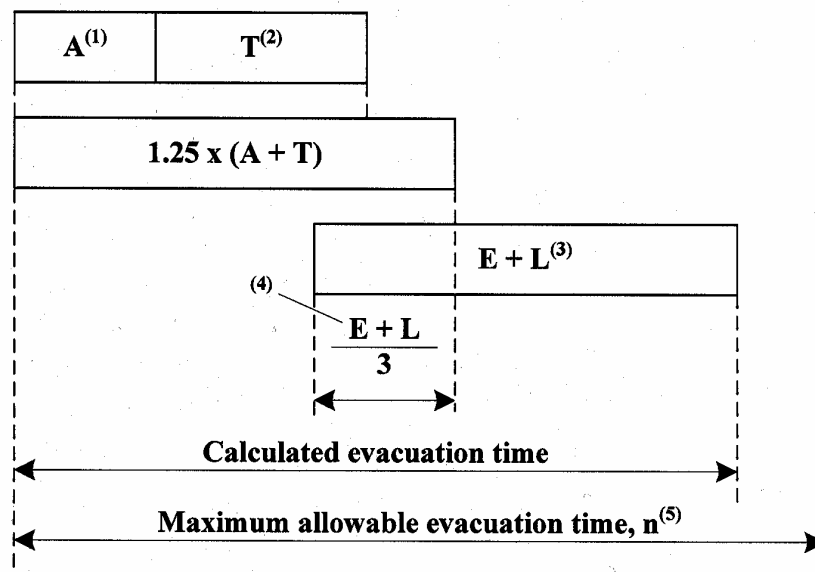 A(1) T(2)
1.25 x (A + T)
E + L(3)
(4)
E + L
3
Calculated evacuation time
Maximum allowable evacuation time, n(5)